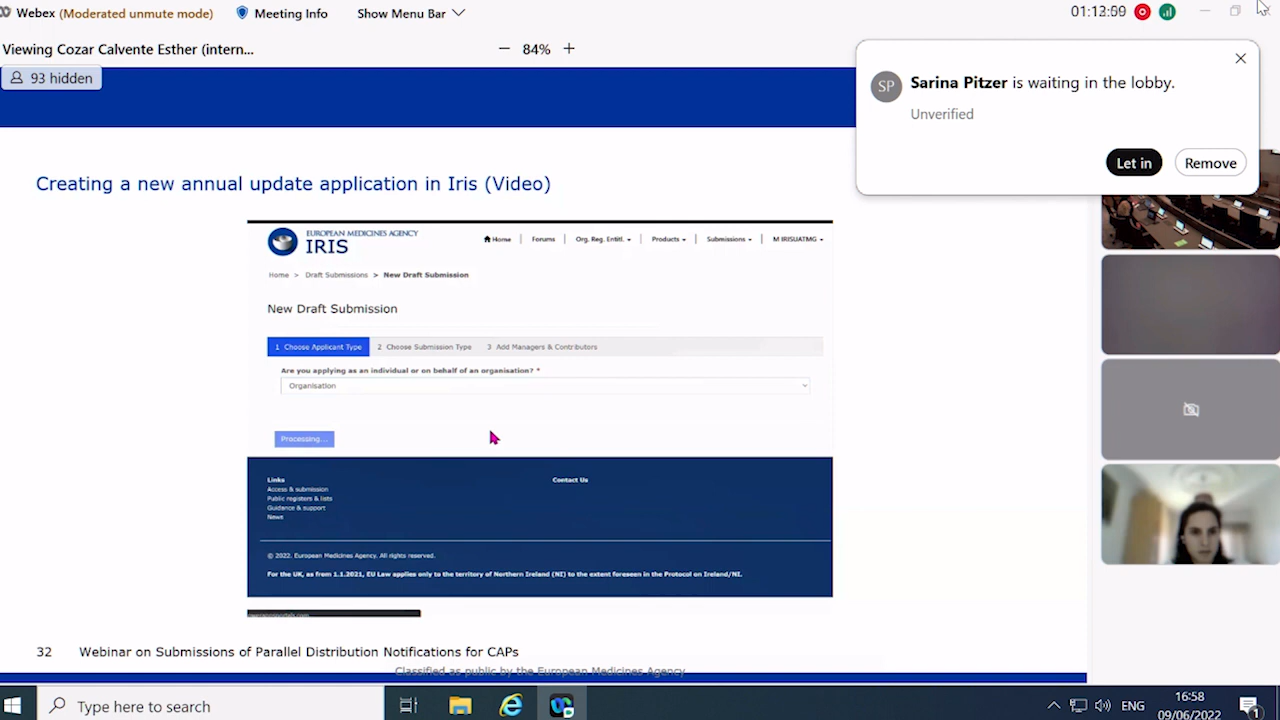 Webex (Moderated unmute mode) Meeting Info Show Menu Bar 01:12:59
Viewing Cozar Calvente Esther (intern... 84%
93 hidden
SP Sarina Pitzer is waiting in the lobby.
Unverified
Let in Remove
Creating a new annual update application in Iris (Video)
EUROPEAN MEDICINES AGENCY
IRIS
Home Forums Org. Reg. Entitl. Products Submissions M IRISUATMG
Home > Draft Submissions > New Draft Submission
New Draft Submission
1 Choose Applicant Type 2 Choose Submission Type 3 Add Managers & Contributors
Are you applying as an individual or on behalf of an organisation? *
Organisation
Processing...
Links Contact Us
Access & submission
Public registers & lists
Guidance & support
News
© 2022. European Medicines Agency. All rights reserved.
For the UK, as from 1.1.2021, EU Law applies only to the territory of Northern Ireland (NI) to the extent foreseen in the Protocol on Ireland/NI.
32 Webinar on Submissions of Parallel Distribution Notifications for CAPs
Classified as public by the European Medicines Agency
Type here to search ENG 16:58
09/06/2022 1